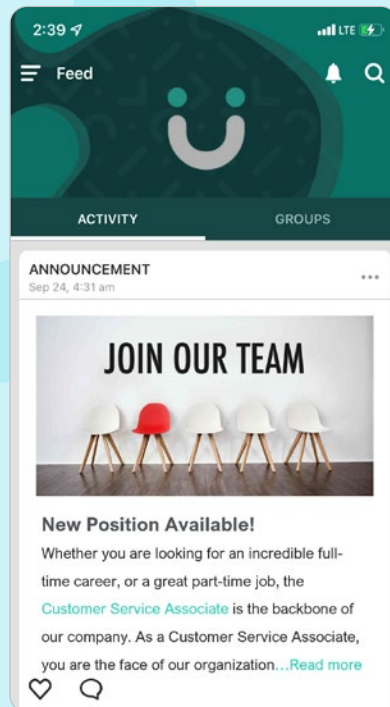 2:39
LTE
Feed
ACTIVITY
GROUPS
ANNOUNCEMENT
Sep 24, 4:31 am
JOIN OUR TEAM
New Position Available!
Whether you are looking for an incredible full-
time career, or a great part-time job, the
Customer Service Associate is the backbone of
our company. As a Customer Service Associate,
you are the face of our organization...Read more